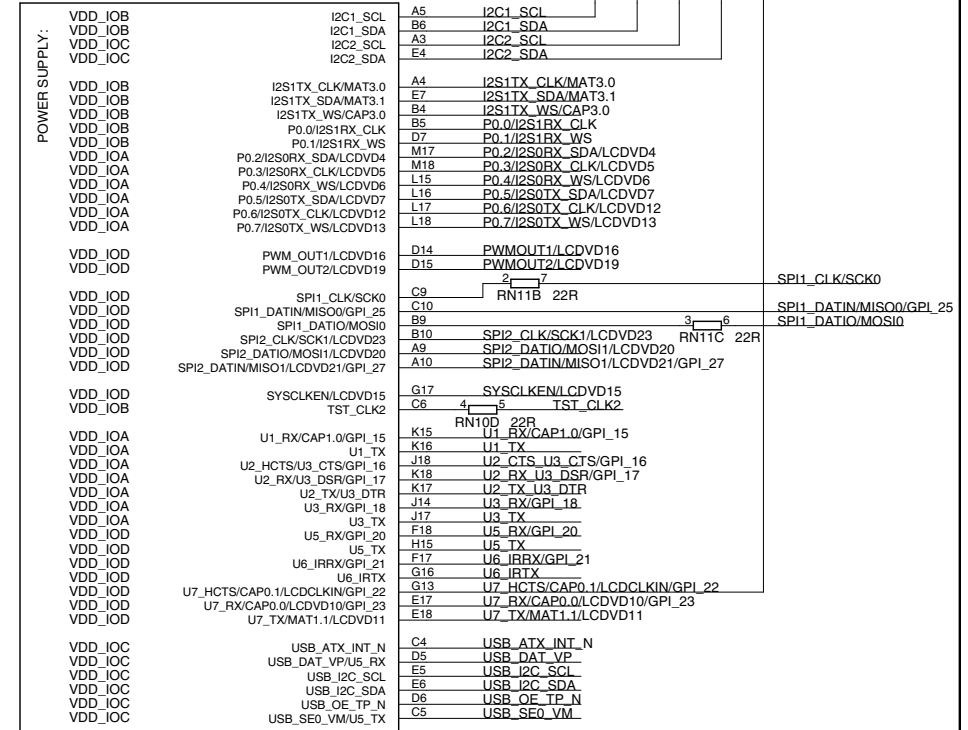 POWER SUPPLY:
VDD_IOB I2C1_SCL A5 I2C1_SCL
VDD_IOB I2C1_SDA B6 I2C1_SDA
VDD_IOC I2C2_SCL A3 I2C2_SCL
VDD_IOC I2C2_SDA E4 I2C2_SDA
VDD_IOB I2S1TX_CLK/MAT3.0 A4 I2S1TX_CLK/MAT3.0
VDD_IOB I2S1TX_SDA/MAT3.1 E7 I2S1TX_SDA/MAT3.1
VDD_IOB I2S1TX_WS/CAP3.0 B4 I2S1TX_WS/CAP3.0
VDD_IOB P0.0/I2S1RX_CLK B5 P0.0/I2S1RX_CLK
VDD_IOB P0.1/I2S1RX_WS D7 P0.1/I2S1RX_WS
VDD_IOA P0.2/I2S0RX_SDA/LCDVD4 M17 P0.2/I2S0RX_SDA/LCDVD4
VDD_IOA P0.3/I2S0RX_CLK/LCDVD5 M18 P0.3/I2S0RX_CLK/LCDVD5
VDD_IOA P0.4/I2S0RX_WS/LCDVD6 L15 P0.4/I2S0RX_WS/LCDVD6
VDD_IOA P0.5/I2S0TX_SDA/LCDVD7 L16 P0.5/I2S0TX_SDA/LCDVD7
VDD_IOA P0.6/I2S0TX_CLK/LCDVD12 L17 P0.6/I2S0TX_CLK/LCDVD12
VDD_IOA P0.7/I2S0TX_WS/LCDVD13 L18 P0.7/I2S0TX_WS/LCDVD13
VDD_IOD PWM_OUT1/LCDVD16 D14 PWMOUT1/LCDVD16
VDD_IOD PWM_OUT2/LCDVD19 D15 PWMOUT2/LCDVD19
2 7 SPI1_CLK/SCK0
VDD_IOD SPI1_CLK/SCK0 C9 RN11B 22R
VDD_IOD SPI1_DATIN/MISO0/GPI_25 C10 SPI1_DATIN/MISO0/GPI_25
VDD_IOD SPI1_DATIO/MOSI0 B9 3 6 SPI1_DATIO/MOSI0
VDD_IOD SPI2_CLK/SCK1/LCDVD23 B10 SPI2_CLK/SCK1/LCDVD23 RN11C 22R
VDD_IOD SPI2_DATIO/MOSI1/LCDVD20 A9 SPI2_DATIO/MOSI1/LCDVD20
VDD_IOD SPI2_DATIN/MISO1/LCDVD21/GPI_27 A10 SPI2_DATIN/MISO1/LCDVD21/GPI_27
VDD_IOD SYSCLKEN/LCDVD15 G17 SYSCLKEN/LCDVD15
VDD_IOB TST_CLK2 C6 4 5 TST_CLK2
RN10D 22R
VDD_IOA U1_RX/CAP1.0/GPI_15 K15 U1_RX/CAP1.0/GPI_15
VDD_IOA U1_TX K16 U1_TX
VDD_IOA U2_HCTS/U3_CTS/GPI_16 J18 U2_CTS_U3_CTS/GPI_16
VDD_IOA U2_RX/U3_DSR/GPI_17 K18 U2_RX_U3_DSR/GPI_17
VDD_IOA U2_TX/U3_DTR K17 U2_TX_U3_DTR
VDD_IOA U3_RX/GPI_18 J14 U3_RX/GPI_18
VDD_IOA U3_TX J17 U3_TX
VDD_IOD U5_RX/GPI_20 F18 U5_RX/GPI_20
VDD_IOD U5_TX H15 U5_TX
VDD_IOD U6_IRRX/GPI_21 F17 U6_IRRX/GPI_21
VDD_IOD U6_IRTX G16 U6_IRTX
VDD_IOD U7_HCTS/CAP0.1/LCDCLKIN/GPI_22 G13 U7_HCTS/CAP0.1/LCDCLKIN/GPI_22
VDD_IOD U7_RX/CAP0.0/LCDVD10/GPI_23 E17 U7_RX/CAP0.0/LCDVD10/GPI_23
VDD_IOD U7_TX/MAT1.1/LCDVD11 E18 U7_TX/MAT1.1/LCDVD11
VDD_IOC USB_ATX_INT_N C4 USB_ATX_INT_N
VDD_IOC USB_DAT_VP/U5_RX D5 USB_DAT_VP
VDD_IOC USB_I2C_SCL E5 USB_I2C_SCL
VDD_IOC USB_I2C_SDA E6 USB_I2C_SDA
VDD_IOC USB_OE_TP_N D6 USB_OE_TP_N
VDD_IOC USB_SE0_VM/U5_TX C5 USB_SE0_VM